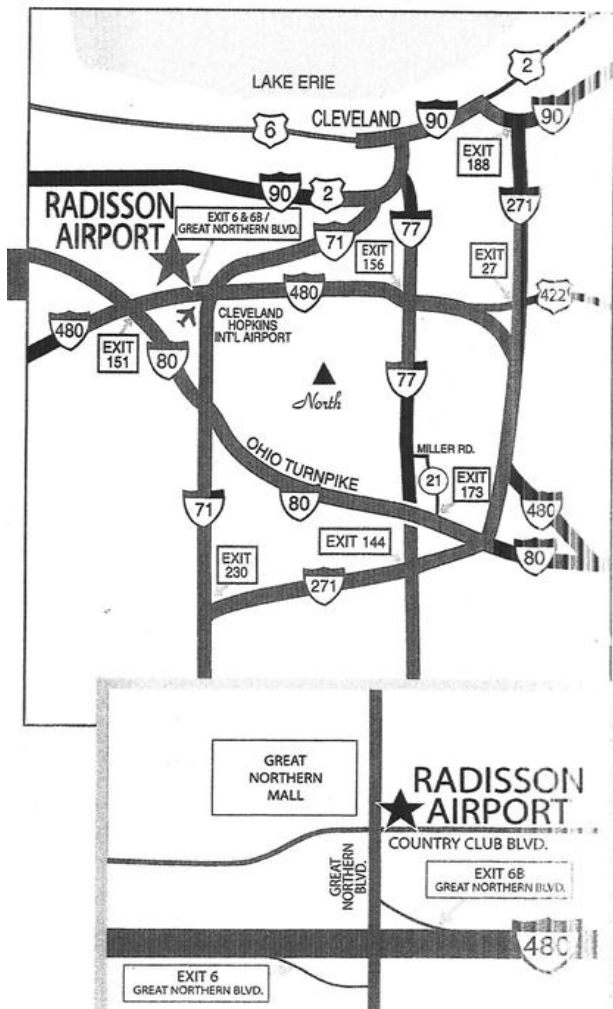 LAKE ERIE
2
6
CLEVELAND
90
90
EXIT
188
90
2
271
RADISSON
AIRPORT
EXIT 6 & 6B /
GREAT NORTHERN BLVD.
71
77
EXIT
156
EXIT
27
480
422
CLEVELAND
HOPKINS
INT'L AIRPORT
480
EXIT
151
80
77
North
MILLER RD.
OHIO TURNPIKE
21
EXIT
173
80
71
480
EXIT 144
80
EXIT
230
271
GREAT
NORTHERN
MALL
RADISSON
AIRPORT
COUNTRY CLUB BLVD.
GREAT
NORTHERN
BLVD.
EXIT 6B
GREAT NORTHERN BLVD.
480
EXIT 6
GREAT NORTHERN BLVD.